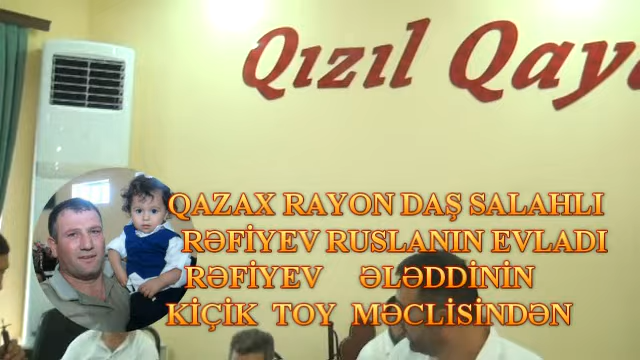 Qızıl Qaya
QAZAX RAYON DAŞ SALAHLI
RƏFİYEV RUSLANIN EVLADI
RƏFİYEV ƏLƏDDİNİN
KİÇİK TOY MƏCLİSİNDƏN